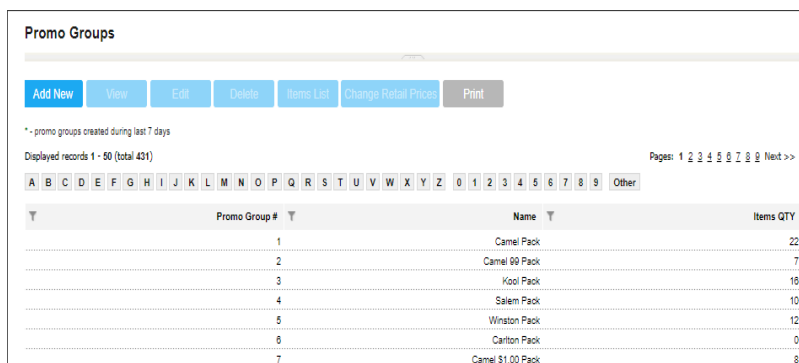 Promo Groups
Add New View Edit Delete Items List Change Retail Prices Print
* - promo groups created during last 7 days
Displayed records 1 - 50 (total 431) Pages: 1 2 3 4 5 6 7 8 9 Next >>
A B C D E F G H I J K L M N O P Q R S T U V W X Y Z 0 1 2 3 4 5 6 7 8 9 Other
Promo Group # Name Items QTY
1 Camel Pack 22
2 Camel 99 Pack 7
3 Kool Pack 16
4 Salem Pack 10
5 Winston Pack 12
6 Carlton Pack 0
7 Camel $1.00 Pack 8